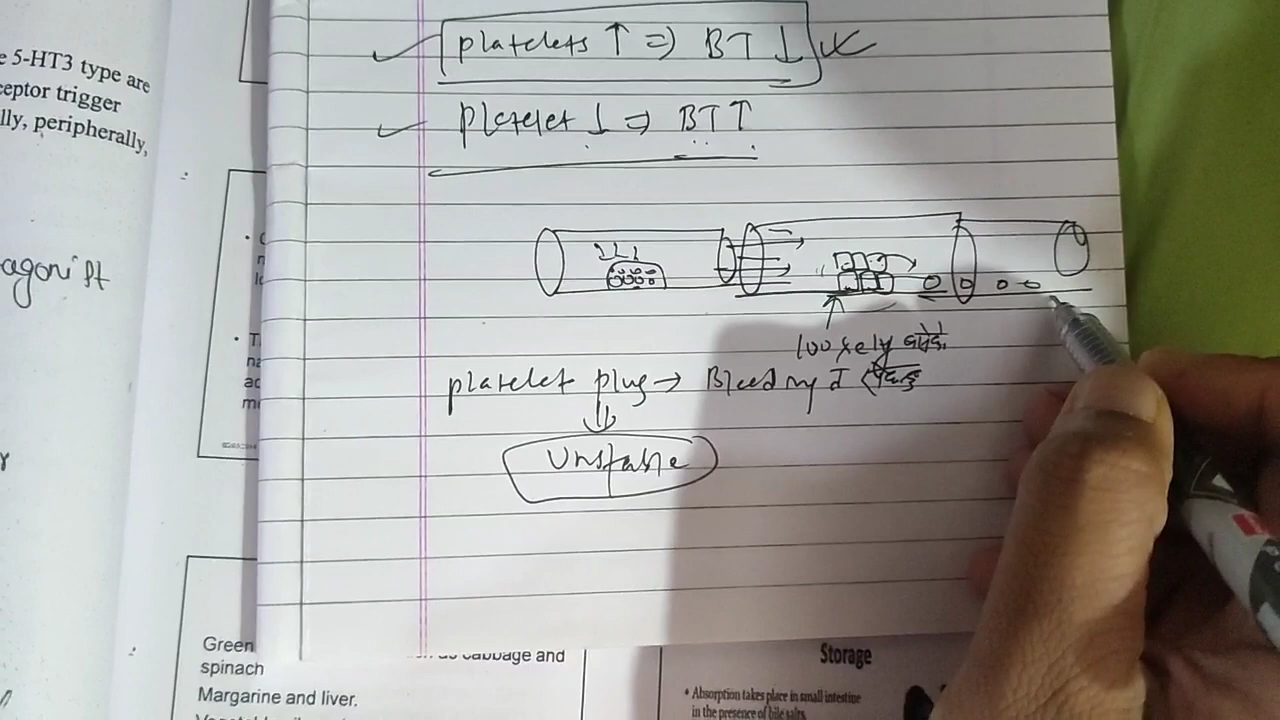 e 5-HT3 type are
eptor trigger
lly, peripherally,
agonist
platelets ↑ ⇒ BT ↓
platelet ↓ ⇒ BT ↑
loosely
platelet plug → Bleeding I
unstable
Green
spinach
Margarine and liver.
cabbage and
Storage
• Absorption takes place in small intestine
in the presence of bile salts